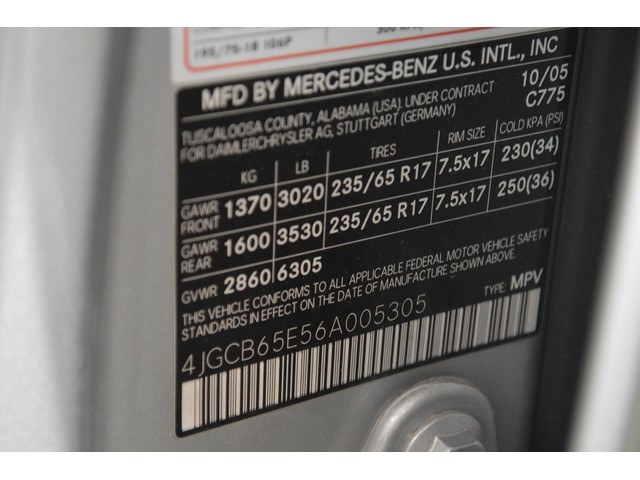 195/75-18 106P
MFD BY MERCEDES-BENZ U.S. INTL., INC
TUSCALOOSA COUNTY, ALABAMA (USA). UNDER CONTRACT 10/05
FOR DAIMLERCHRYSLER AG, STUTTGART (GERMANY) C775
KG LB TIRES RIM SIZE COLD KPA (PSI)
GAWR FRONT 1370 3020 235/65 R17 7.5x17 230(34)
GAWR REAR 1600 3530 235/65 R17 7.5x17 250(36)
GVWR 2860 6305
THIS VEHICLE CONFORMS TO ALL APPLICABLE FEDERAL MOTOR VEHICLE SAFETY
STANDARDS IN EFFECT ON THE DATE OF MANUFACTURE SHOWN ABOVE.
TYPE: MPV
4JGCB65E56A005305